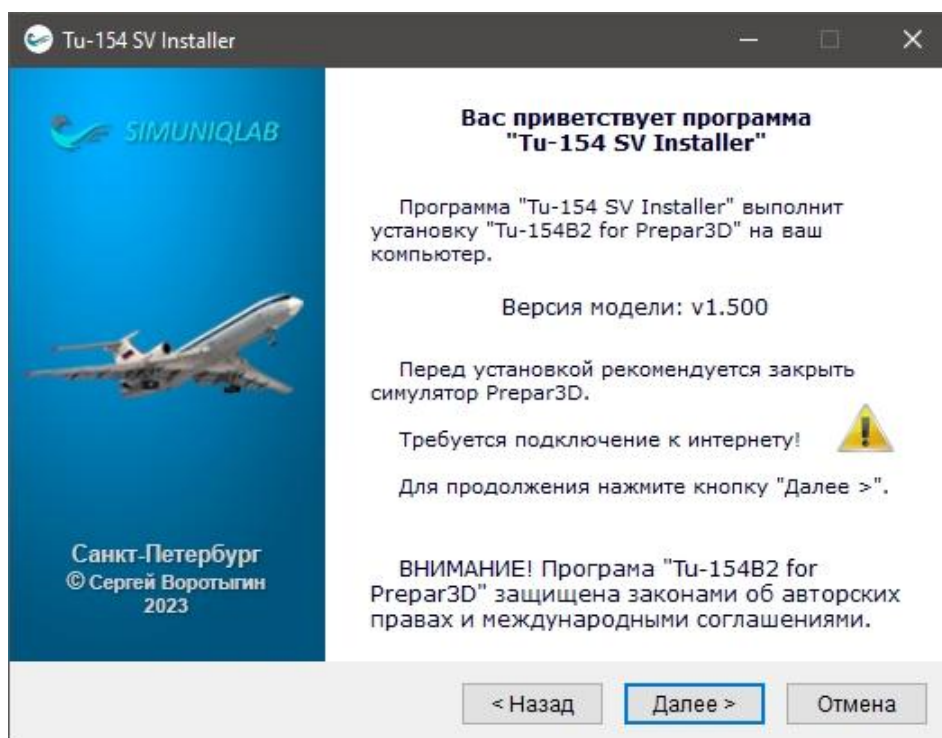 Tu-154 SV Installer
SIMUNIQLAB
Санкт-Петербург
© Сергей Воротыгин
2023
Вас приветствует программа
"Tu-154 SV Installer"
Программа "Tu-154 SV Installer" выполнит
установку "Tu-154B2 for Prepar3D" на ваш
компьютер.
Версия модели: v1.500
Перед установкой рекомендуется закрыть
симулятор Prepar3D.
Требуется подключение к интернету!
Для продолжения нажмите кнопку "Далее >".
ВНИМАНИЕ! Програма "Tu-154B2 for
Prepar3D" защищена законами об авторских
правах и международными соглашениями.
< Назад Далее > Отмена